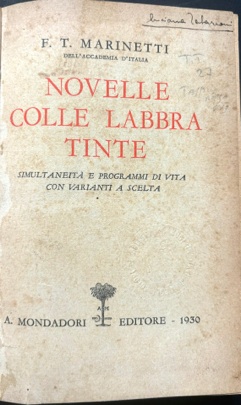 F. T. MARINETTI
DELL'ACCADEMIA D'ITALIA
NOVELLE
COLLE LABBRA
TINTE
SIMULTANEITÀ E PROGRAMMI DI VITA
CON VARIANTI A SCELTA
A. MONDADORI EDITORE - 1930